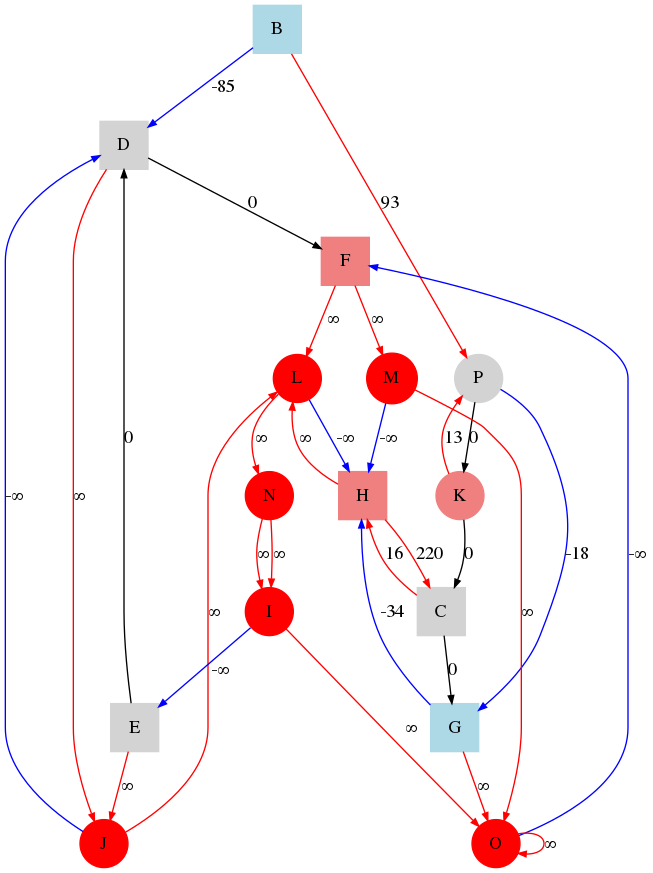 B
-85
D
0
93
F
∞ ∞
L M P
0 ∞ -∞ -∞ 13 0
-∞ ∞ N H K ∞ -∞
∞ ∞ 16 220 0 -18
∞ I -34 C ∞
-∞ 0
E ∞ G
∞ ∞
J O ∞